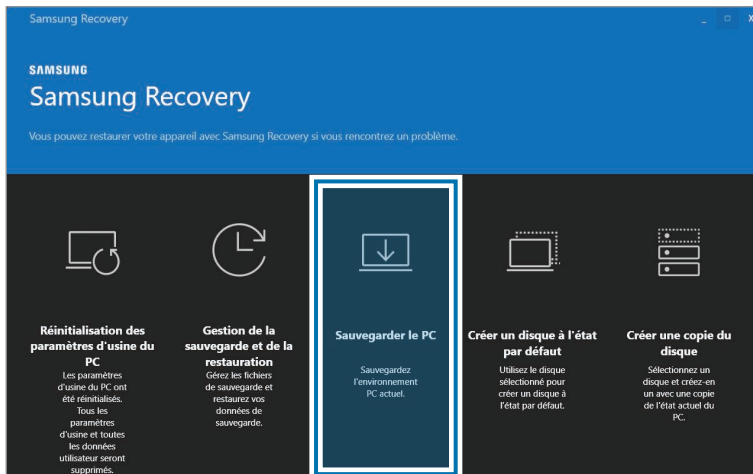 Samsung Recovery
SAMSUNG
Samsung Recovery
Vous pouvez restaurer votre appareil avec Samsung Recovery si vous rencontrez un problème.
Réinitialisation des
paramètres d'usine du
PC
Les paramètres
d'usine du PC ont
été réinitialisés.
Tous les
paramètres
d'usine et toutes
les données
utilisateur seront
supprimés.
Gestion de la
sauvegarde et de la
restauration
Gérez les fichiers
de sauvegarde et
restaurez vos
données de
sauvegarde.
Sauvegarder le PC
Sauvegardez
l'environnement
PC actuel.
Créer un disque à l'état
par défaut
Utilisez le disque
sélectionné pour
créer un disque à
l'état par défaut.
Créer une copie du
disque
Sélectionnez un
disque et créez-en
un avec une copie
de l'état actuel du
PC.